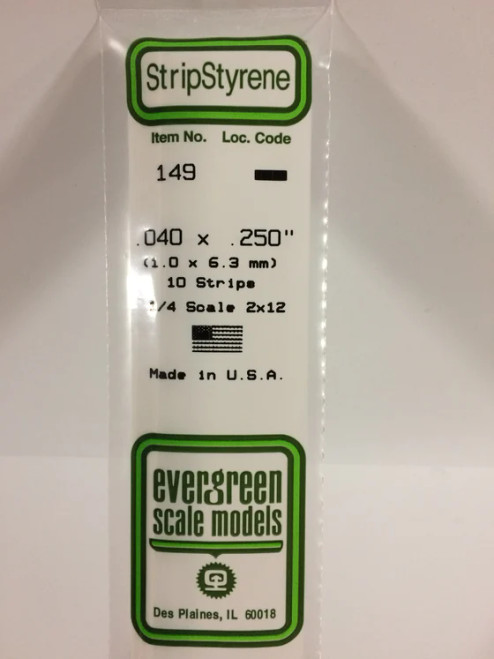 StripStyrene
Item No. Loc. Code
149
.040 x .250"
(1.0 x 6.3 mm)
10 Strips
1/4 Scale 2x12
Made in U.S.A.
evergreen
scale models
Des Plaines, IL 60018